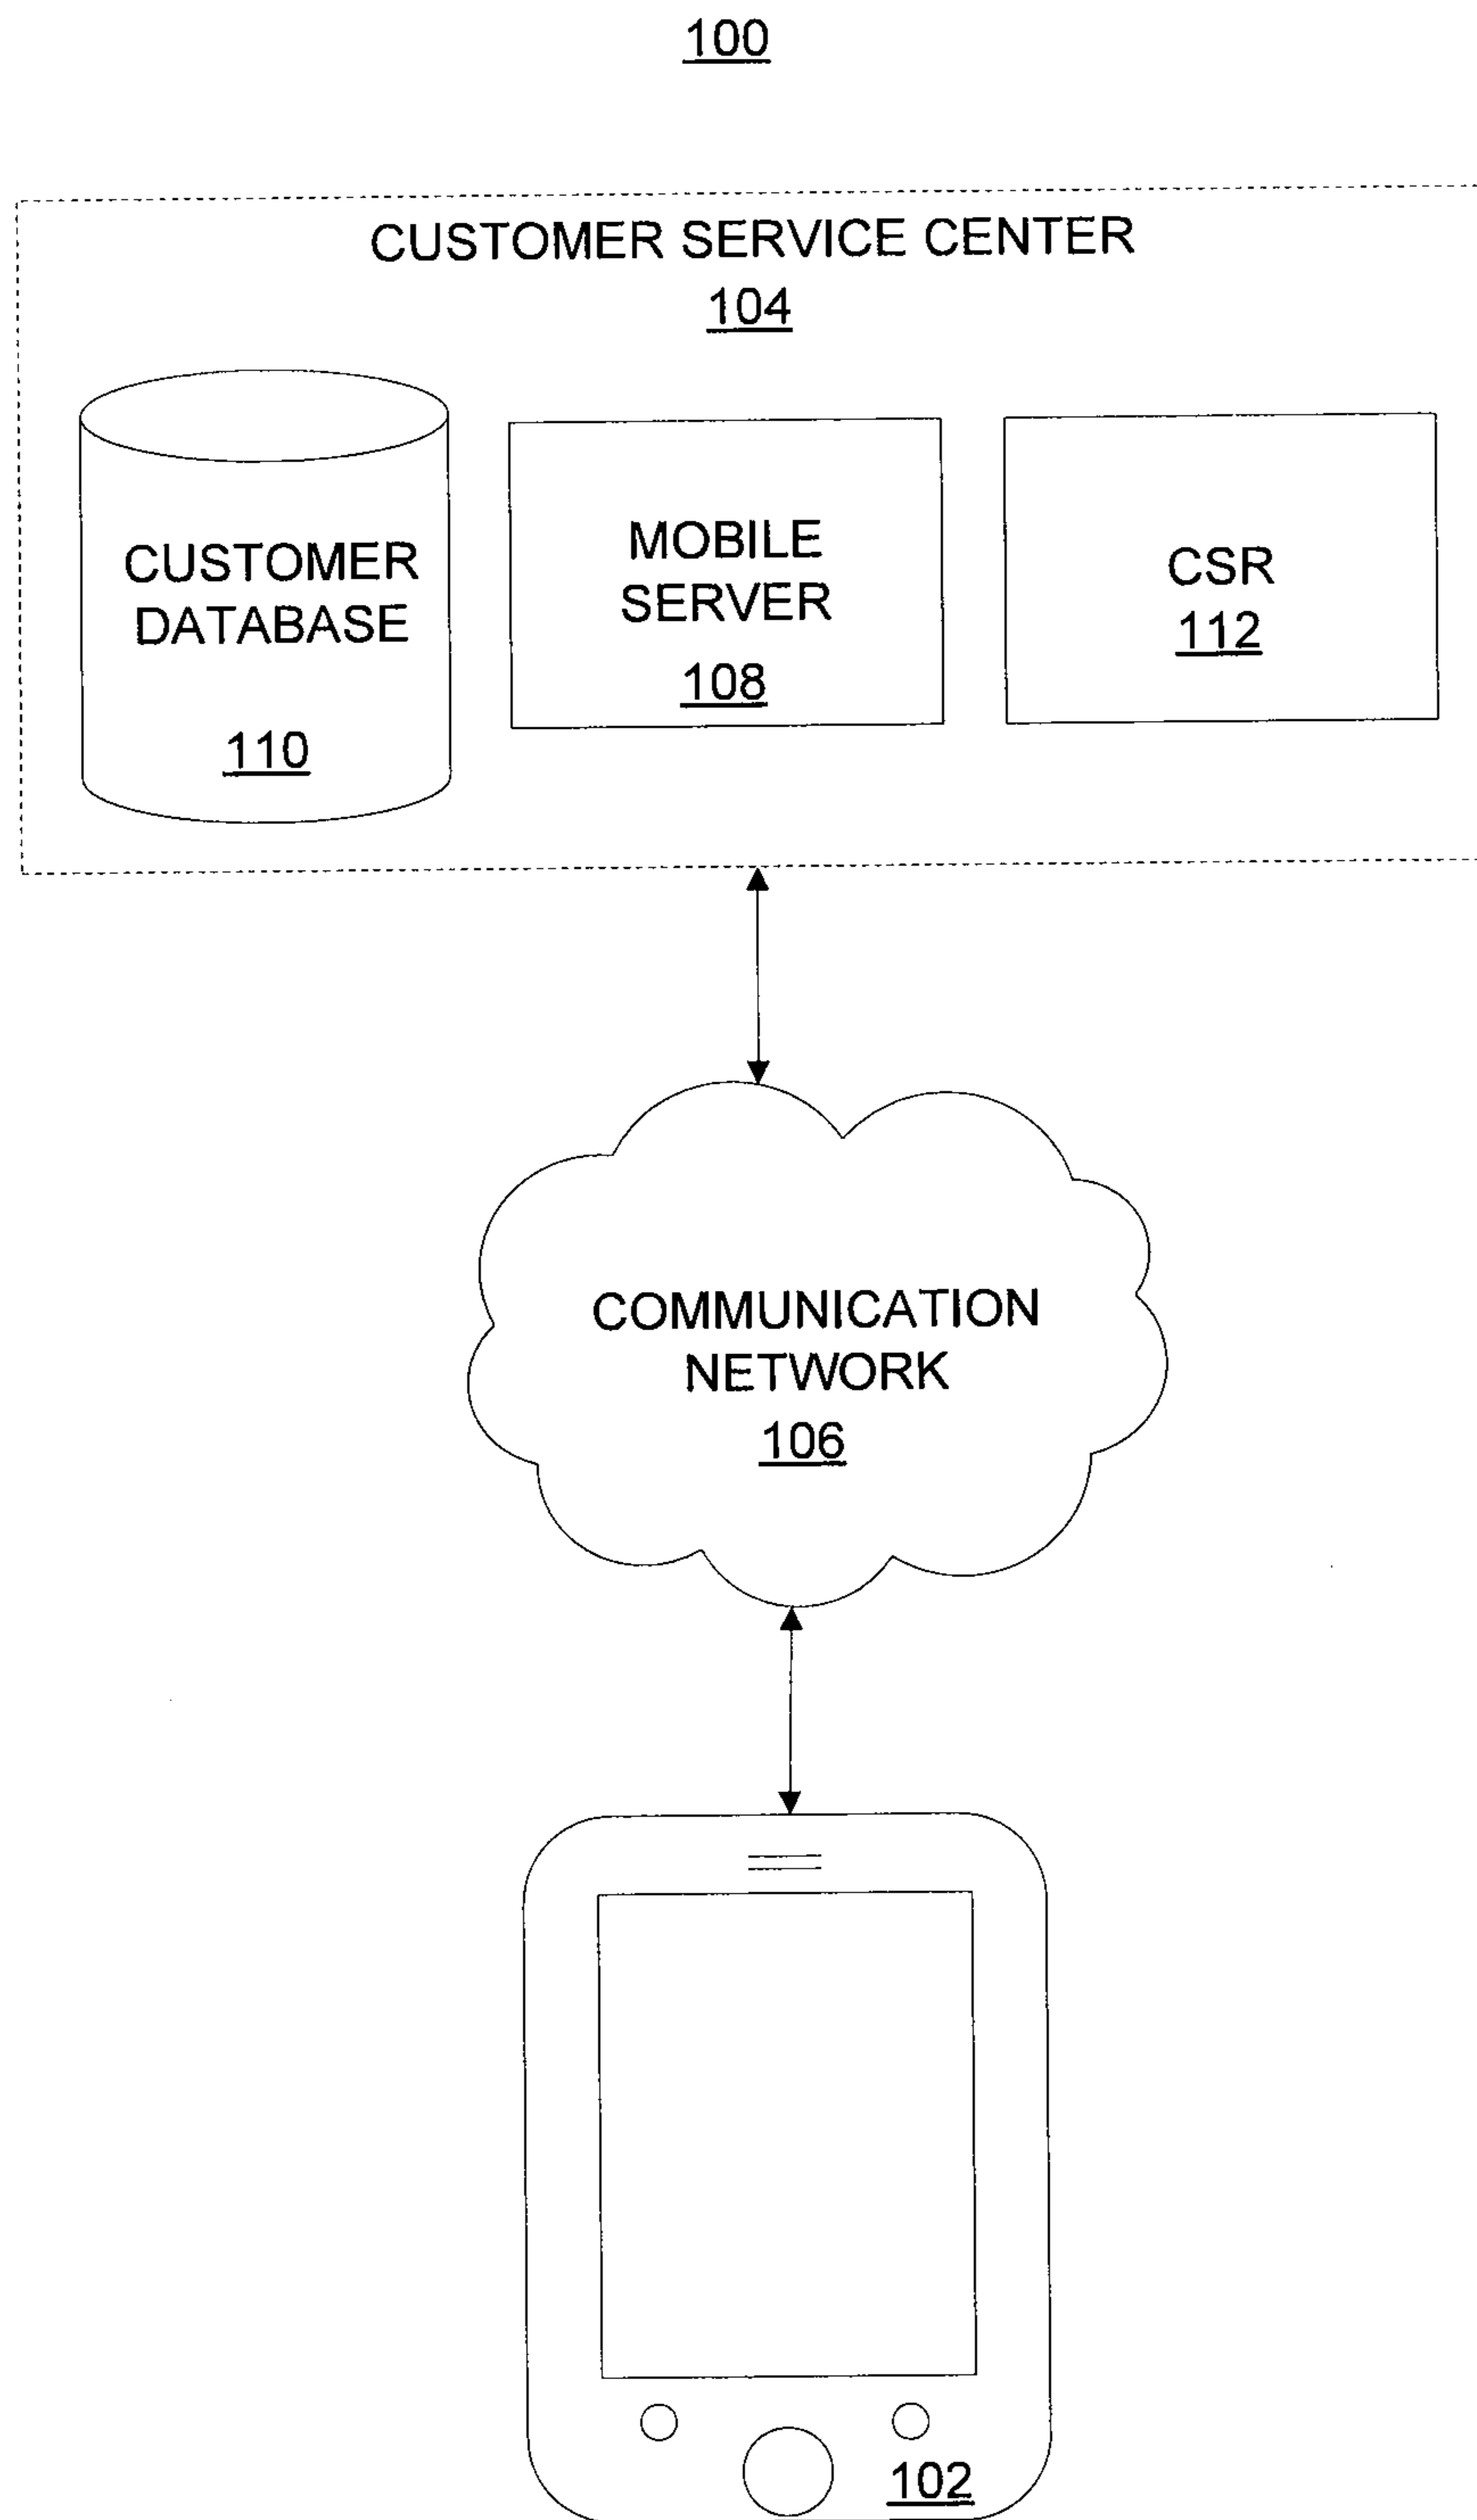 100
CUSTOMER SERVICE CENTER
104
CUSTOMER
DATABASE
110
MOBILE
SERVER
108
CSR
112
COMMUNICATION
NETWORK
106
102